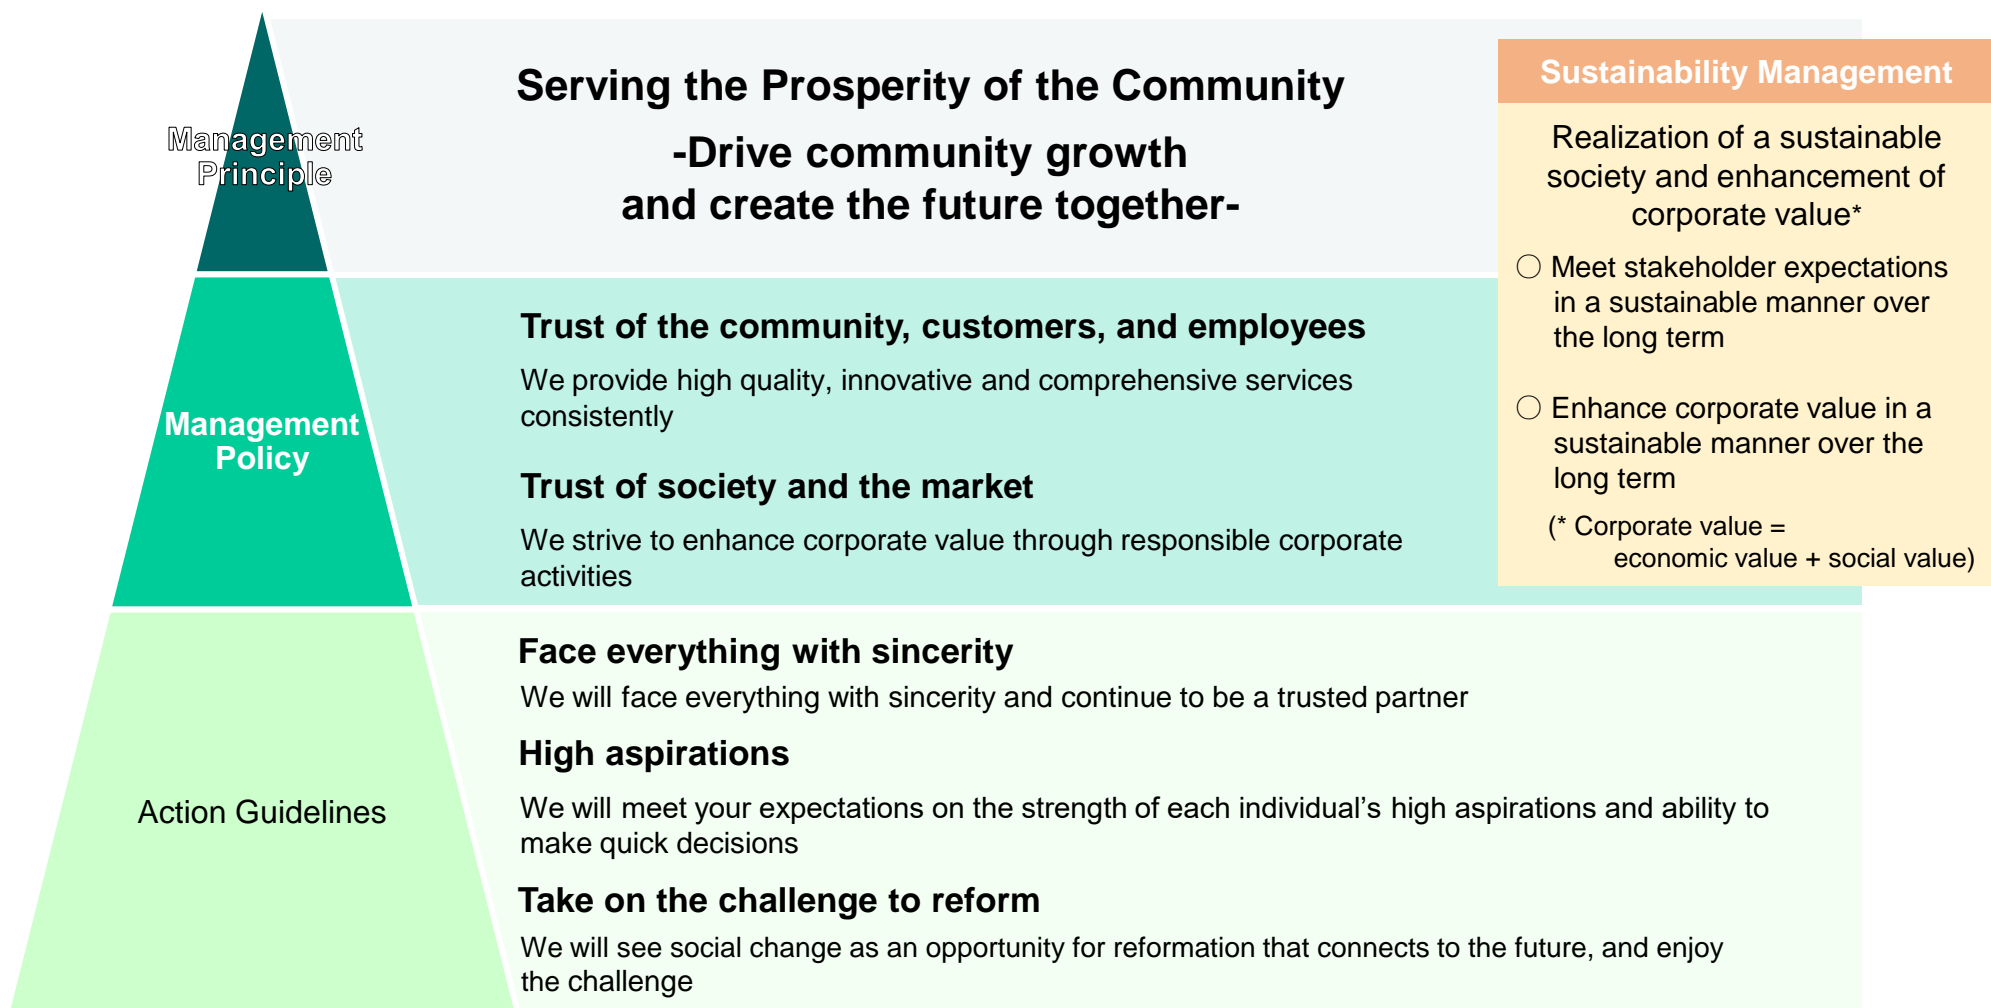 Management
Principle
Serving the Prosperity of the Community
-Drive community growth
and create the future together-
Sustainability Management
Realization of a sustainable
society and enhancement of
corporate value*
○ Meet stakeholder expectations
in a sustainable manner over
the long term
○ Enhance corporate value in a
sustainable manner over the
long term
(* Corporate value =
economic value + social value)
Management
Policy
Trust of the community, customers, and employees
We provide high quality, innovative and comprehensive services
consistently
Trust of society and the market
We strive to enhance corporate value through responsible corporate
activities
Action Guidelines
Face everything with sincerity
We will face everything with sincerity and continue to be a trusted partner
High aspirations
We will meet your expectations on the strength of each individual’s high aspirations and ability to
make quick decisions
Take on the challenge to reform
We will see social change as an opportunity for reformation that connects to the future, and enjoy
the challenge